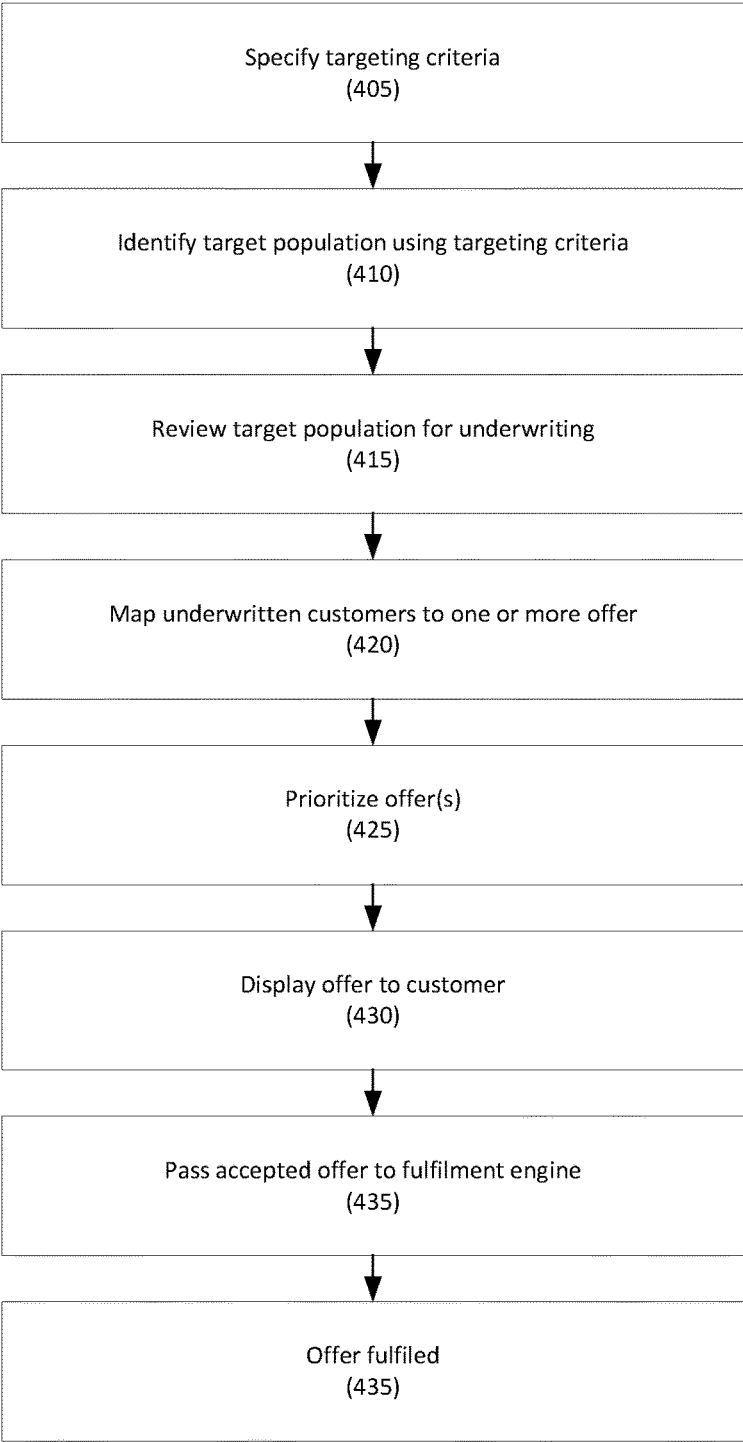 Specify targeting criteria
(405)
Identify target population using targeting criteria
(410)
Review target population for underwriting
(415)
Map underwritten customers to one or more offer
(420)
Prioritize offer(s)
(425)
Display offer to customer
(430)
Pass accepted offer to fulfilment engine
(435)
Offer fulfiled
(435)